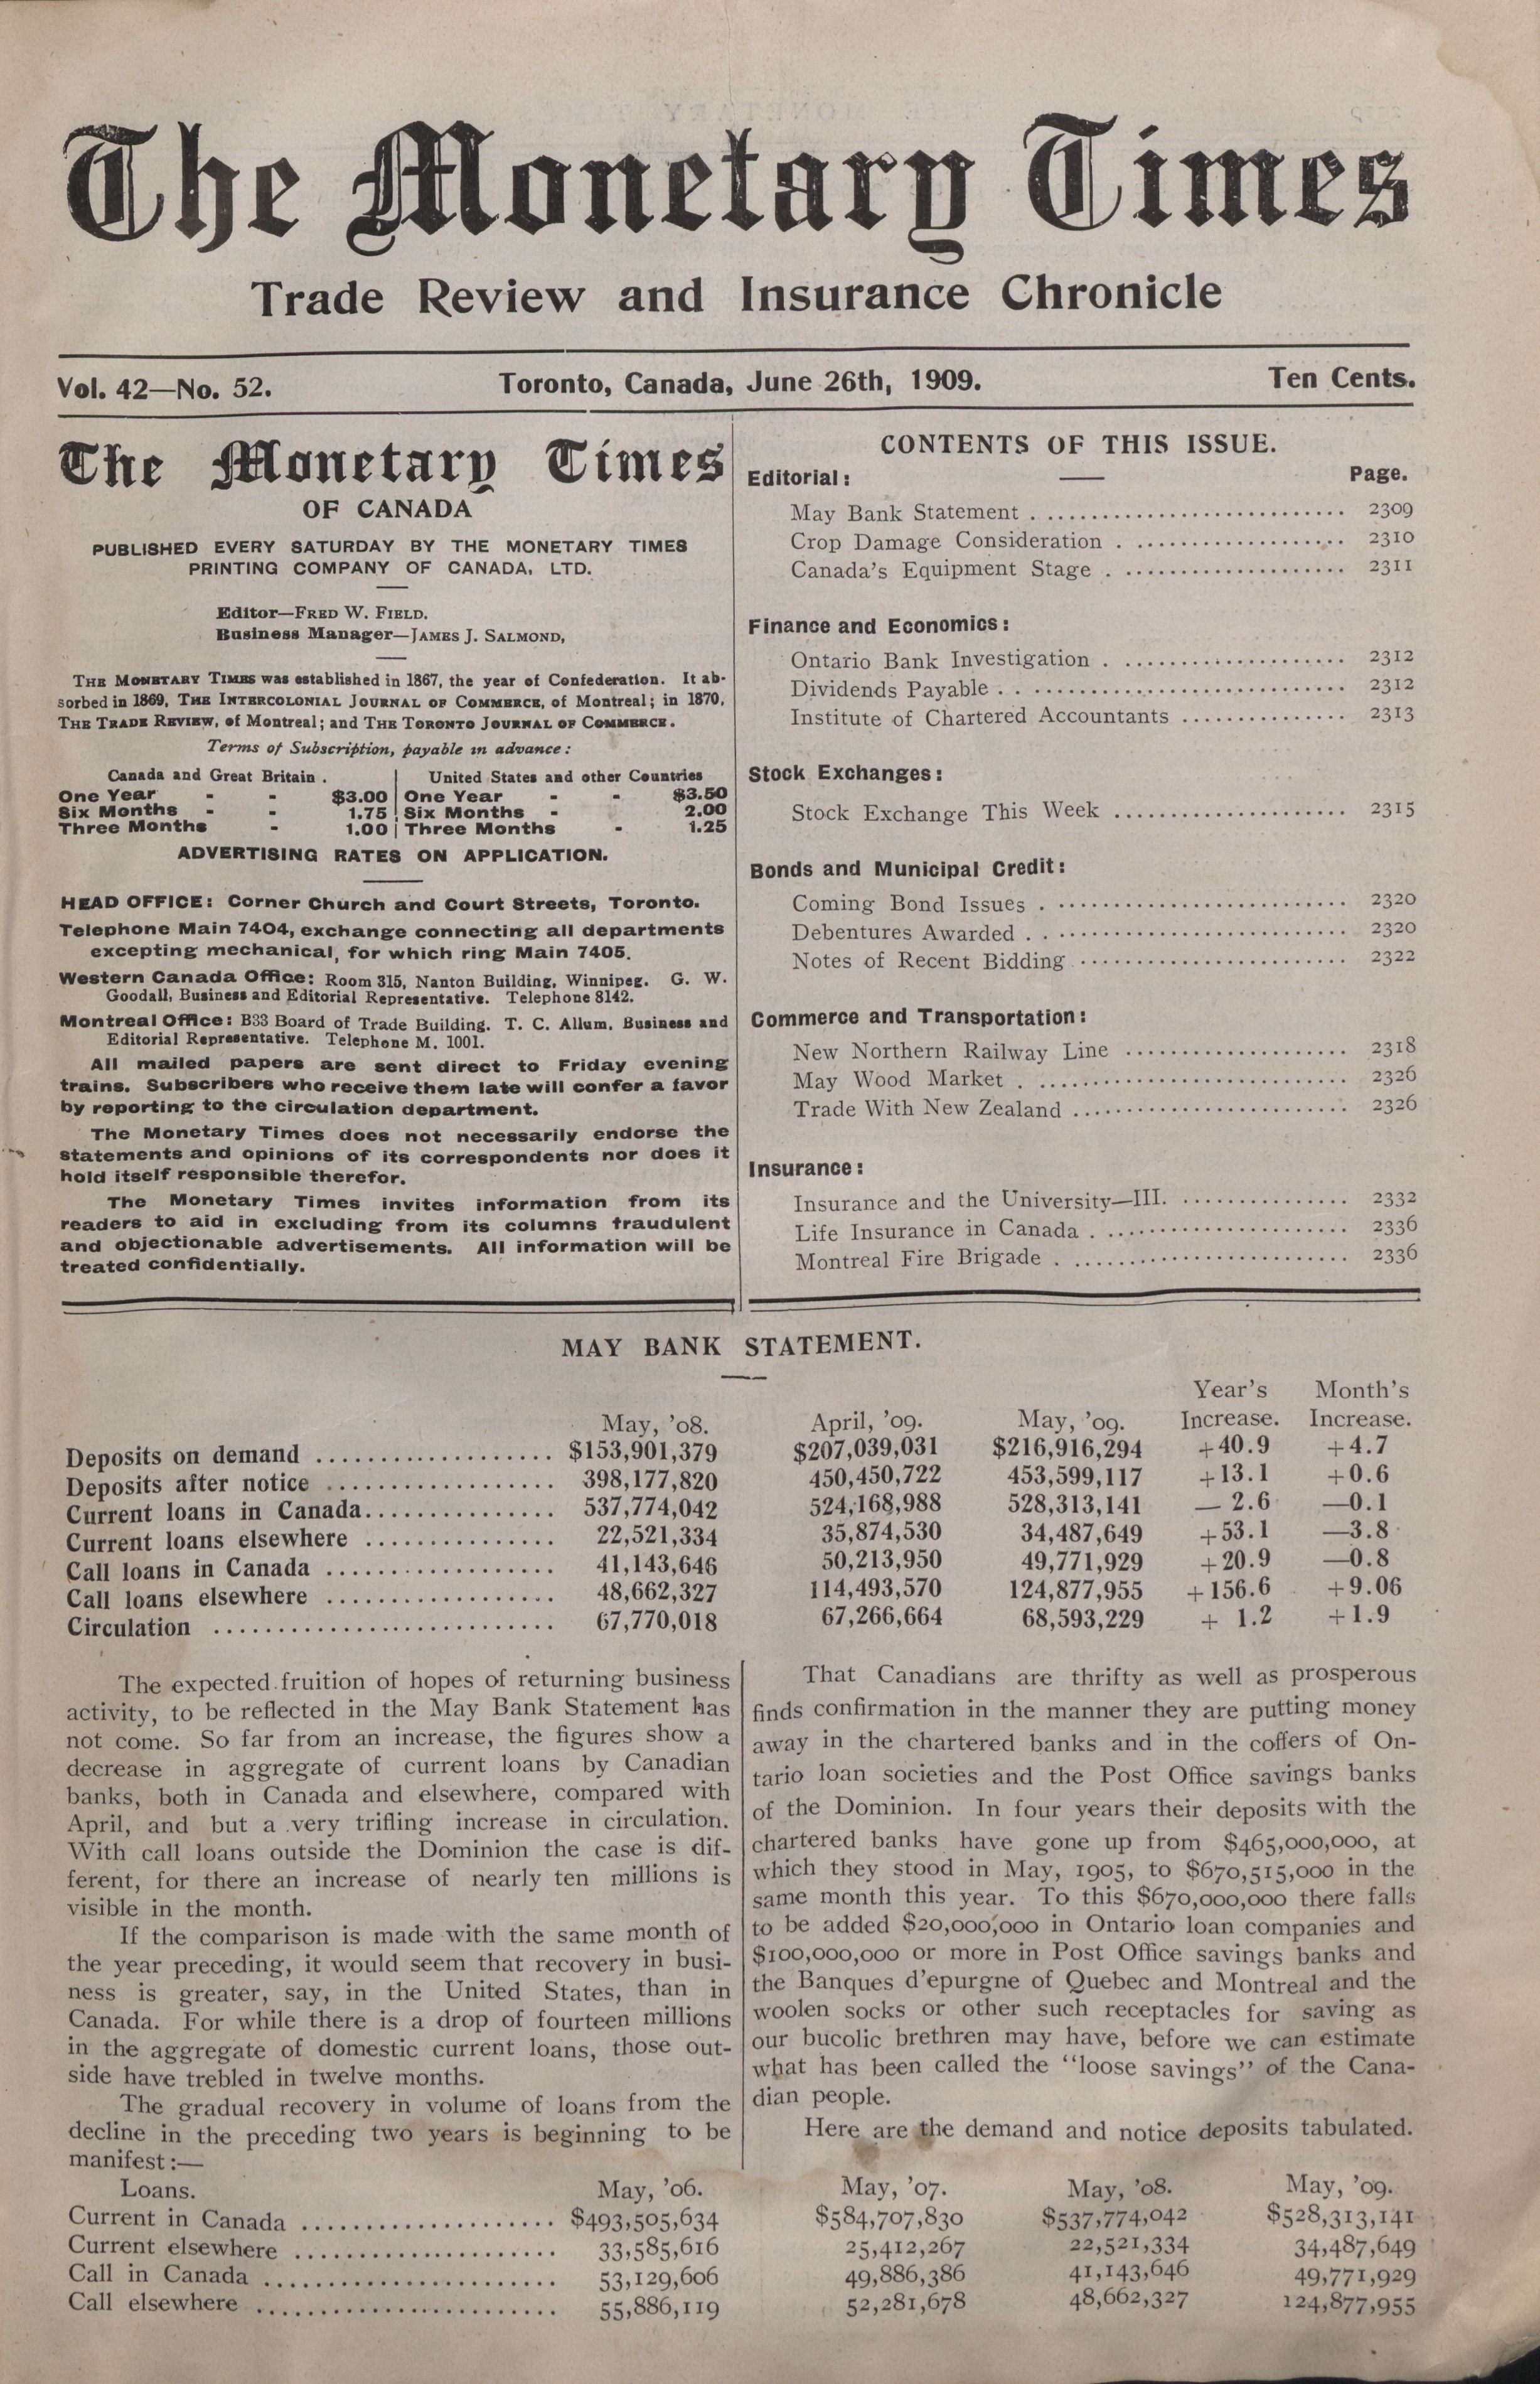 The Monetary Times
Trade Review and Insurance Chronicle
Vol. 42—No. 52. Toronto, Canada, June 26th, 1909. Ten Cents.
The Monetary Times
OF CANADA
PUBLISHED EVERY SATURDAY BY THE MONETARY TIMES
PRINTING COMPANY OF CANADA, LTD.
Editor—FRED W. FIELD.
Business Manager—JAMES J. SALMOND,
THE MONETARY TIMES was established in 1867, the year of Confederation. It ab-
sorbed in 1869, THE INTERCOLONIAL JOURNAL OF COMMERCE, of Montreal; in 1870,
THE TRADE REVIEW, of Montreal; and THE TORONTO JOURNAL OF COMMERCE.
Terms of Subscription, payable in advance:
Canada and Great Britain. United States and other Countries
One Year - - $3.00 One Year - - $3.50
Six Months - - 1.75 Six Months - 2.00
Three Months - 1.00 Three Months - 1.25
ADVERTISING RATES ON APPLICATION.
HEAD OFFICE: Corner Church and Court Streets, Toronto.
Telephone Main 7404, exchange connecting all departments
excepting mechanical, for which ring Main 7405.
Western Canada Office: Room 315, Nanton Building, Winnipeg. G. W.
Goodall, Business and Editorial Representative. Telephone 8142.
Montreal Office: B33 Board of Trade Building. T. C. Allum, Business and
Editorial Representative. Telephone M. 1001.
All mailed papers are sent direct to Friday evening
trains. Subscribers who receive them late will confer a favor
by reporting to the circulation department.
The Monetary Times does not necessarily endorse the
statements and opinions of its correspondents nor does it
hold itself responsible therefor.
The Monetary Times invites information from its
readers to aid in excluding from its columns fraudulent
and objectionable advertisements. All information will be
treated confidentially.
CONTENTS OF THIS ISSUE.
Editorial: Page.
May Bank Statement . ........................... 2309
Crop Damage Consideration . ................... 2310
Canada's Equipment Stage . .................... 2311
Finance and Economics:
Ontario Bank Investigation . .................... 2312
Dividends Payable . . ............................ 2312
Institute of Chartered Accountants ............... 2313
Stock Exchanges:
Stock Exchange This Week ..................... 2315
Bonds and Municipal Credit:
Coming Bond Issues . .......................... 2320
Debentures Awarded . . .......................... 2320
Notes of Recent Bidding ......................... 2322
Commerce and Transportation:
New Northern Railway Line .................... 2318
May Wood Market . ............................ 2326
Trade With New Zealand ......................... 2326
Insurance:
Insurance and the University—III. ............... 2332
Life Insurance in Canada . ...................... 2336
Montreal Fire Brigade . ......................... 2336
MAY BANK STATEMENT.
Year's Month's
May, '08. April, '09. May, '09. Increase. Increase.
Deposits on demand ................... $153,901,379 $207,039,031 $216,916,294 +40.9 +4.7
Deposits after notice .................. 398,177,820 450,450,722 453,599,117 +13.1 +0.6
Current loans in Canada............... 537,774,042 524,168,988 528,313,141 — 2.6 —0.1
Current loans elsewhere ............... 22,521,334 35,874,530 34,487,649 +53.1 —3.8
Call loans in Canada .................. 41,143,646 50,213,950 49,771,929 +20.9 —0.8
Call loans elsewhere .................. 48,662,327 114,493,570 124,877,955 +156.6 +9.06
Circulation ........................... 67,770,018 67,266,664 68,593,229 + 1.2 +1.9
The expected fruition of hopes of returning business
activity, to be reflected in the May Bank Statement has
not come. So far from an increase, the figures show a
decrease in aggregate of current loans by Canadian
banks, both in Canada and elsewhere, compared with
April, and but a very trifling increase in circulation.
With call loans outside the Dominion the case is dif-
ferent, for there an increase of nearly ten millions is
visible in the month.
If the comparison is made with the same month of
the year preceding, it would seem that recovery in busi-
ness is greater, say, in the United States, than in
Canada. For while there is a drop of fourteen millions
in the aggregate of domestic current loans, those out-
side have trebled in twelve months.
The gradual recovery in volume of loans from the
decline in the preceding two years is beginning to be
manifest:—
That Canadians are thrifty as well as prosperous
finds confirmation in the manner they are putting money
away in the chartered banks and in the coffers of On-
tario loan societies and the Post Office savings banks
of the Dominion. In four years their deposits with the
chartered banks have gone up from $465,000,000, at
which they stood in May, 1905, to $670,515,000 in the
same month this year. To this $670,000,000 there falls
to be added $20,000,000 in Ontario loan companies and
$100,000,000 or more in Post Office savings banks and
the Banques d'epurgne of Quebec and Montreal and the
woolen socks or other such receptacles for saving as
our bucolic brethren may have, before we can estimate
what has been called the "loose savings" of the Cana-
dian people.
Here are the demand and notice deposits tabulated.
Loans. May, '06. May, '07. May, '08. May, '09.
Current in Canada .................... $493,505,634 $584,707,830 $537,774,042 $528,313,141
Current elsewhere ..................... 33,585,616 25,412,267 22,521,334 34,487,649
Call in Canada ....................... 53,129,606 49,886,386 41,143,646 49,771,929
Call elsewhere ........................ 55,886,119 52,281,678 48,662,327 124,877,955